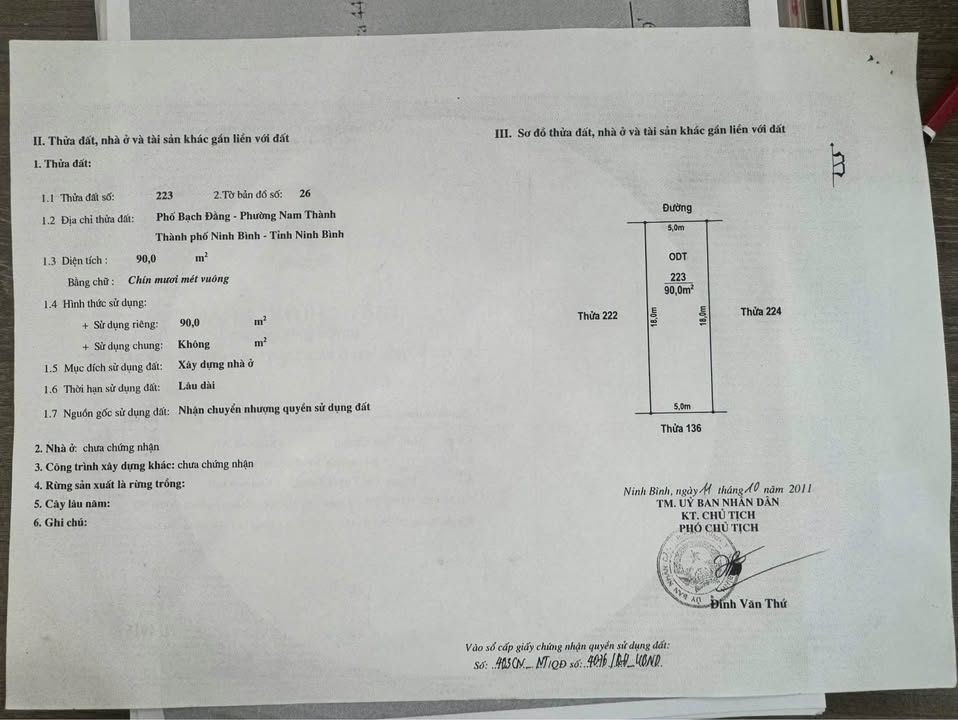 II. Thửa đất, nhà ở và tài sản khác gắn liền với đất
1. Thửa đất:
1.1 Thửa đất số: 223 2.Tờ bản đồ số: 26
1.2 Địa chỉ thửa đất: Phố Bạch Đằng - Phường Nam Thành
Thành phố Ninh Bình - Tỉnh Ninh Bình
1.3 Diện tích : 90,0 m²
Bằng chữ : Chín mươi mét vuông
1.4 Hình thức sử dụng:
+ Sử dụng riêng: 90,0 m²
+ Sử dụng chung: Không m²
1.5 Mục đích sử dụng đất: Xây dựng nhà ở
1.6 Thời hạn sử dụng đất: Lâu dài
1.7 Nguồn gốc sử dụng đất: Nhận chuyển nhượng quyền sử dụng đất
2. Nhà ở: chưa chứng nhận
3. Công trình xây dựng khác: chưa chứng nhận
4. Rừng sản xuất là rừng trồng:
5. Cây lâu năm:
6. Ghi chú:
III. Sơ đồ thửa đất, nhà ở và tài sản khác gắn liền với đất
B
Đường
5,0m
ODT
223
90,0m²
18,0m
18,0m
Thửa 222
Thửa 224
5,0m
Thửa 136
Ninh Bình, ngày 11 tháng 10 năm 2011
TM. UỶ BAN NHÂN DÂN
KT. CHỦ TỊCH
PHÓ CHỦ TỊCH
Đinh Văn Thứ
Vào sổ cấp giấy chứng nhận quyền sử dụng đất:
Số: QĐ số: